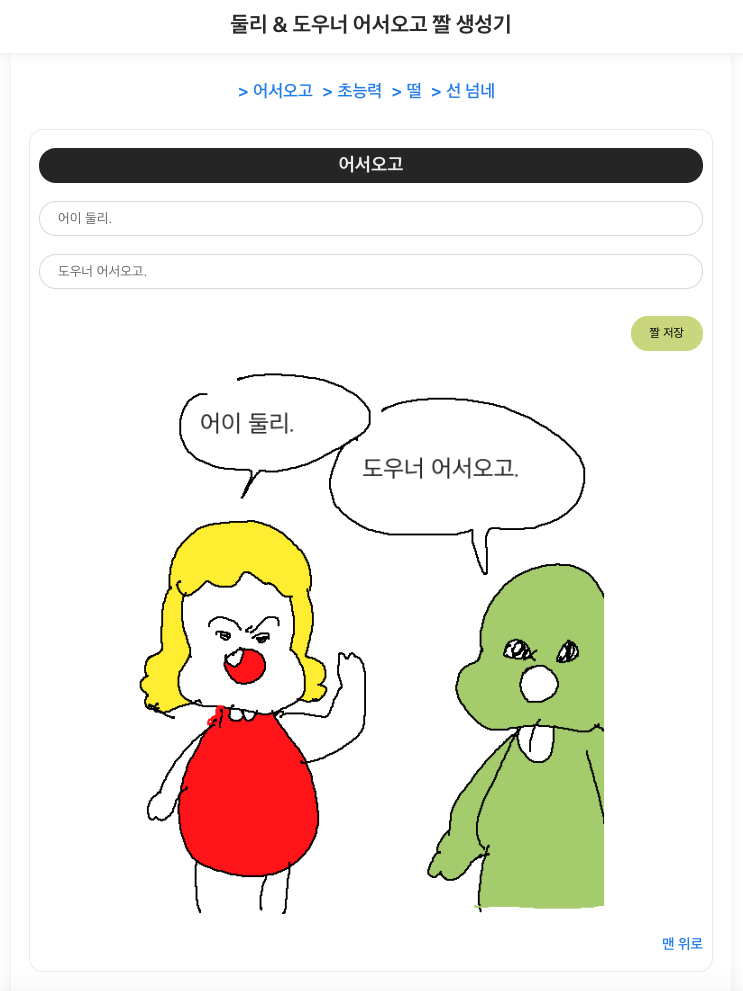 둘리 & 도우너 어서오고 짤 생성기
> 어서오고 > 초능력 > 떨 > 선 넘네
어서오고
어이 둘리.
도우너 어서오고.
짤 저장
어이 둘리.
도우너 어서오고.
맨 위로